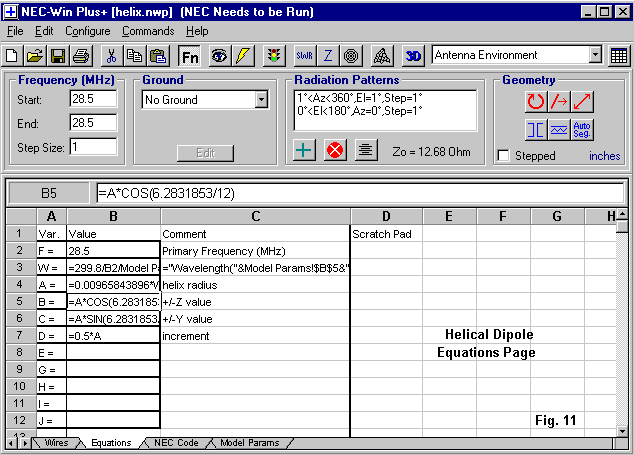 NEC-Win Plus+ [helix.nwp] (NEC Needs to be Run)
File Edit Configure Commands Help
Fn SWR Z 3D Antenna Environment
Frequency (MHz)
Start: 28.5
End: 28.5
Step Size: 1
Ground
No Ground
Edit
Radiation Patterns
1°<Az<360°,El=1°,Step=1°
0°<El<180°,Az=0°,Step=1°
Zo = 12.68 Ohm
Geometry
Auto Seg.
Stepped inches
B5 =A*COS(6.2831853/12)
A B C D E F G H
1 Var. Value Comment Scratch Pad
2 F = 28.5 Primary Frequency (MHz)
3 W = =299.8/B2/Model Pa ="Wavelength("&Model Params!$B$5&"
4 A = =0.00965843896*W helix radius
5 B = =A*COS(6.2831853 +/-Z value
6 C = =A*SIN(6.2831853 +/-Y value
7 D = =0.5*A increment
8 E =
9 G =
10 H =
11 I =
12 J =
13
Helical Dipole
Equations Page
Fig. 11
Wires Equations NEC Code Model Params